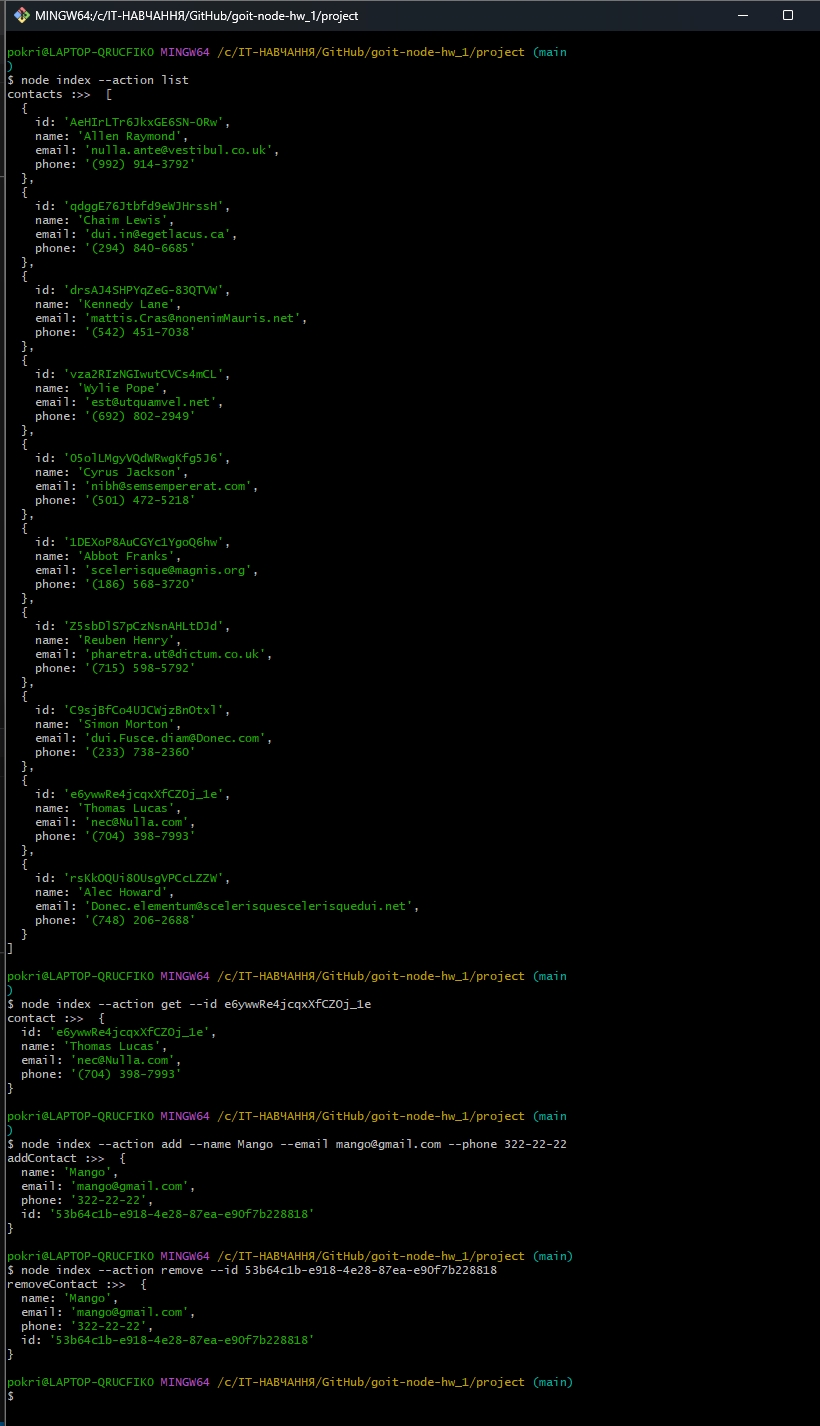 MINGW64:/c/IT-НАВЧАННЯ/GitHub/goit-node-hw_1/project
pokri@LAPTOP-QRUCFIKO MINGW64 /c/IT-НАВЧАННЯ/GitHub/goit-node-hw_1/project (main
)
$ node index --action list
contacts :>>  [
  {
    id: 'AeHIrLTr6JkxGE6SN-0Rw',
    name: 'Allen Raymond',
    email: 'nulla.ante@vestibul.co.uk',
    phone: '(992) 914-3792'
  },
  {
    id: 'qdggE76Jtbfd9eWJHrssH',
    name: 'Chaim Lewis',
    email: 'dui.in@egetlacus.ca',
    phone: '(294) 840-6685'
  },
  {
    id: 'drsAJ4SHPYqZeG-83QTVW',
    name: 'Kennedy Lane',
    email: 'mattis.Cras@nonenimMauris.net',
    phone: '(542) 451-7038'
  },
  {
    id: 'vza2RIzNGIwutCVCs4mCL',
    name: 'Wylie Pope',
    email: 'est@utquamvel.net',
    phone: '(692) 802-2949'
  },
  {
    id: '05olLMgyVQdWRwgKfg5J6',
    name: 'Cyrus Jackson',
    email: 'nibh@semsempererat.com',
    phone: '(501) 472-5218'
  },
  {
    id: '1DEXoP8AuCGYc1YgoQ6hw',
    name: 'Abbot Franks',
    email: 'scelerisque@magnis.org',
    phone: '(186) 568-3720'
  },
  {
    id: 'Z5sbDlS7pCzNsnAHLtDJd',
    name: 'Reuben Henry',
    email: 'pharetra.ut@dictum.co.uk',
    phone: '(715) 598-5792'
  },
  {
    id: 'C9sjBfCo4UJCWjzBnOtxl',
    name: 'Simon Morton',
    email: 'dui.Fusce.diam@Donec.com',
    phone: '(233) 738-2360'
  },
  {
    id: 'e6ywwRe4jcqxXfCZOj_1e',
    name: 'Thomas Lucas',
    email: 'nec@Nulla.com',
    phone: '(704) 398-7993'
  },
  {
    id: 'rsKkOQUi80UsgVPCcLZZW',
    name: 'Alec Howard',
    email: 'Donec.elementum@scelerisquescelerisquedui.net',
    phone: '(748) 206-2688'
  }
]
pokri@LAPTOP-QRUCFIKO MINGW64 /c/IT-НАВЧАННЯ/GitHub/goit-node-hw_1/project (main
)
$ node index --action get --id e6ywwRe4jcqxXfCZOj_1e
contact :>>  {
  id: 'e6ywwRe4jcqxXfCZOj_1e',
  name: 'Thomas Lucas',
  email: 'nec@Nulla.com',
  phone: '(704) 398-7993'
}
pokri@LAPTOP-QRUCFIKO MINGW64 /c/IT-НАВЧАННЯ/GitHub/goit-node-hw_1/project (main
)
$ node index --action add --name Mango --email mango@gmail.com --phone 322-22-22
addContact :>>  {
  name: 'Mango',
  email: 'mango@gmail.com',
  phone: '322-22-22',
  id: '53b64c1b-e918-4e28-87ea-e90f7b228818'
}
pokri@LAPTOP-QRUCFIKO MINGW64 /c/IT-НАВЧАННЯ/GitHub/goit-node-hw_1/project (main)
$ node index --action remove --id 53b64c1b-e918-4e28-87ea-e90f7b228818
removeContact :>>  {
  name: 'Mango',
  email: 'mango@gmail.com',
  phone: '322-22-22',
  id: '53b64c1b-e918-4e28-87ea-e90f7b228818'
}
pokri@LAPTOP-QRUCFIKO MINGW64 /c/IT-НАВЧАННЯ/GitHub/goit-node-hw_1/project (main)
$